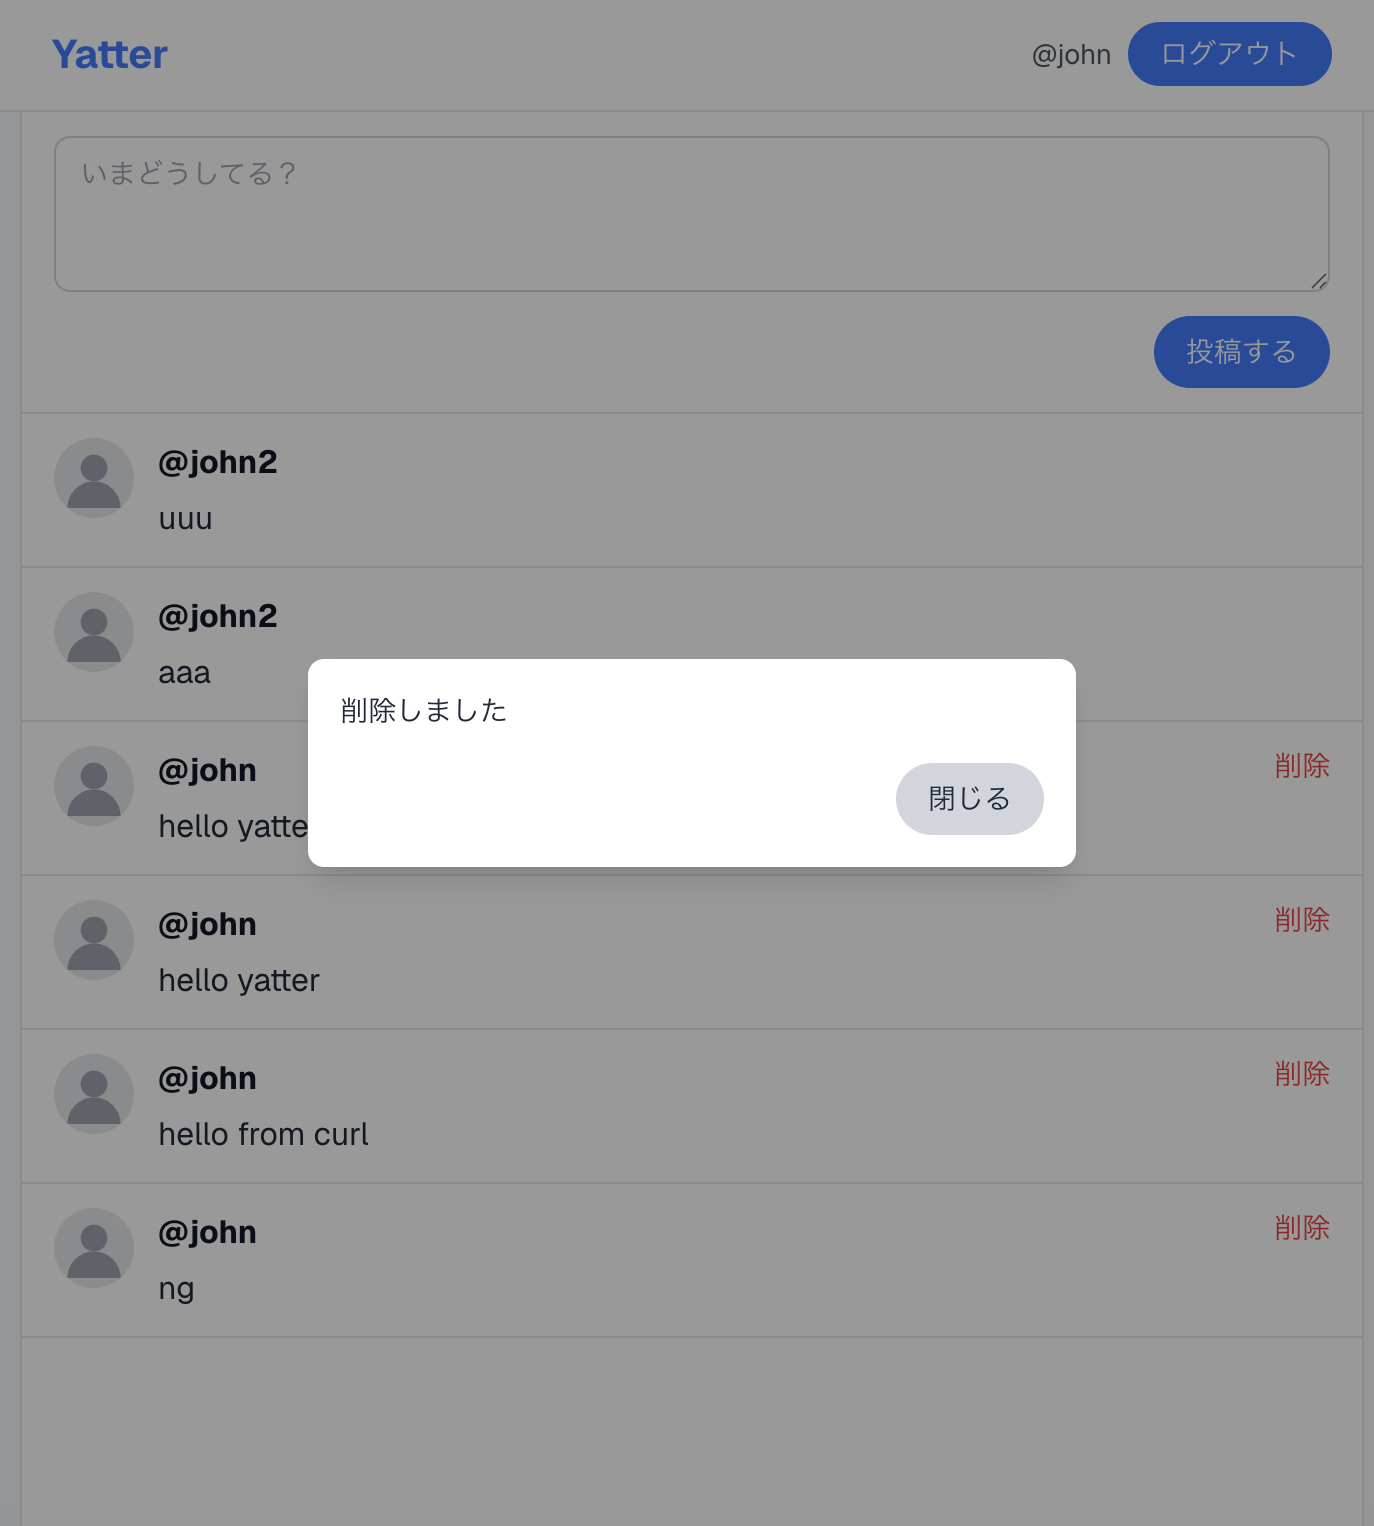 Yatter
@john
ログアウト
いまどうしてる？
投稿する
@john2
uuu
@john2
aaa
削除しました
閉じる
@john
削除
hello yatte
@john
削除
hello yatter
@john
削除
hello from curl
@john
削除
ng